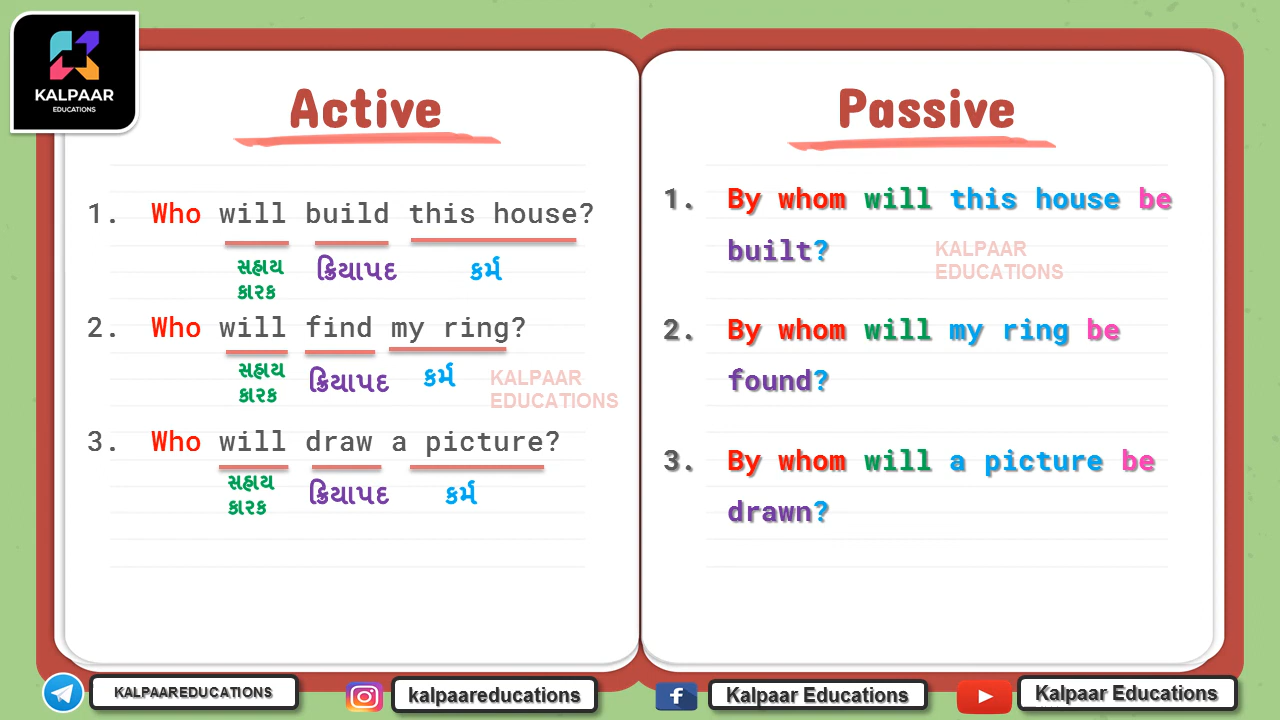 KALPAAR
EDUCATIONS
Active
1. Who will build this house?
સહાય ક્રિયાપદ કર્મ
કારક
2. Who will find my ring?
સહાય ક્રિયાપદ કર્મ
કારક
KALPAAR
EDUCATIONS
3. Who will draw a picture?
સહાય ક્રિયાપદ કર્મ
કારક
Passive
1. By whom will this house be
built?
KALPAAR
EDUCATIONS
2. By whom will my ring be
found?
3. By whom will a picture be
drawn?
KALPAAREDUCATIONS
kalpaareducations
Kalpaar Educations
Kalpaar Educations